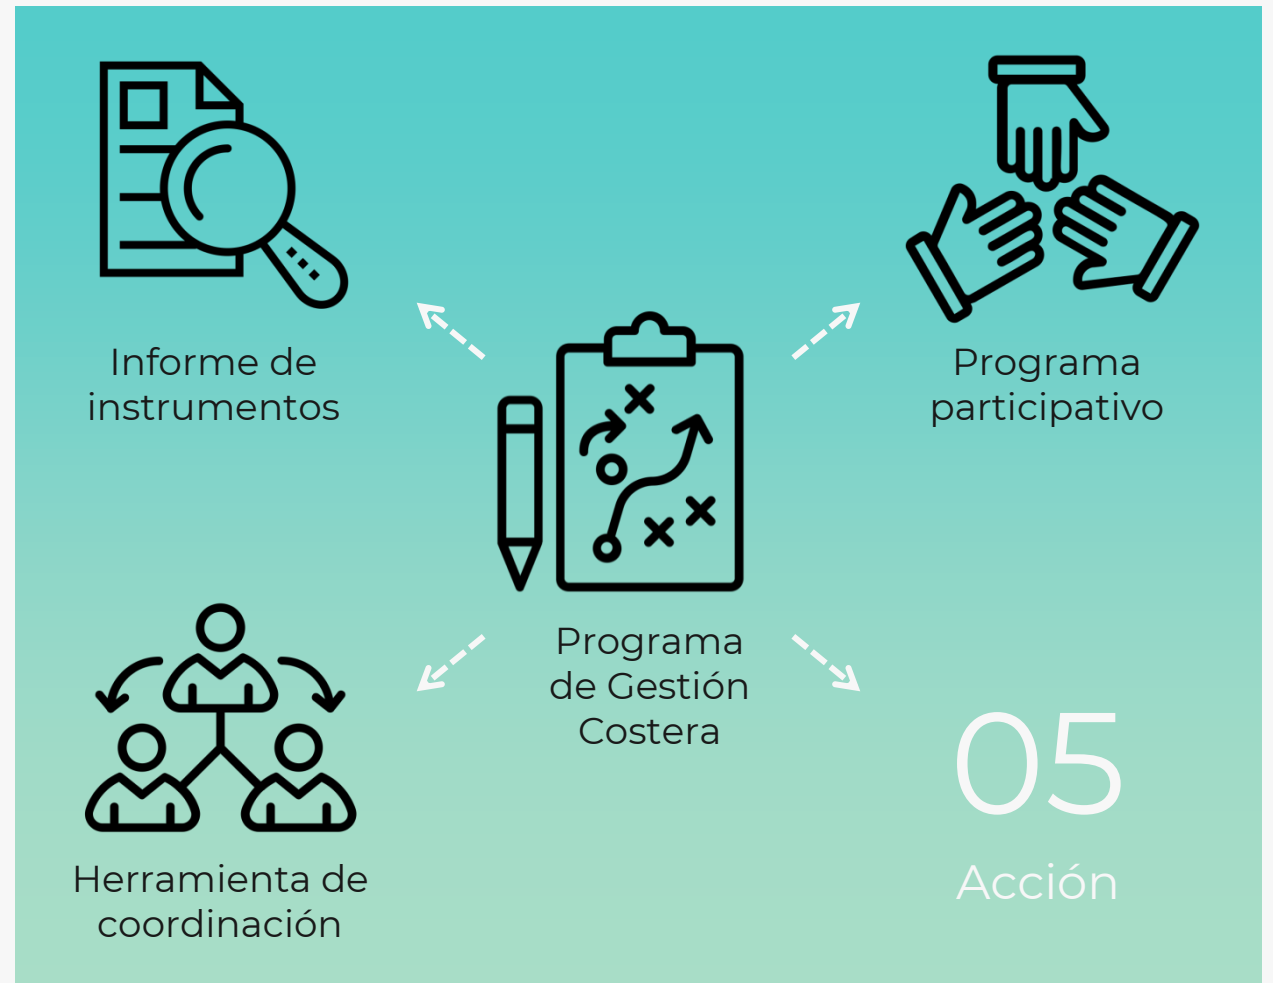 Informe de
instrumentos
Programa
participativo
Programa
de Gestión
Costera
Herramienta de
coordinación
05
Acción